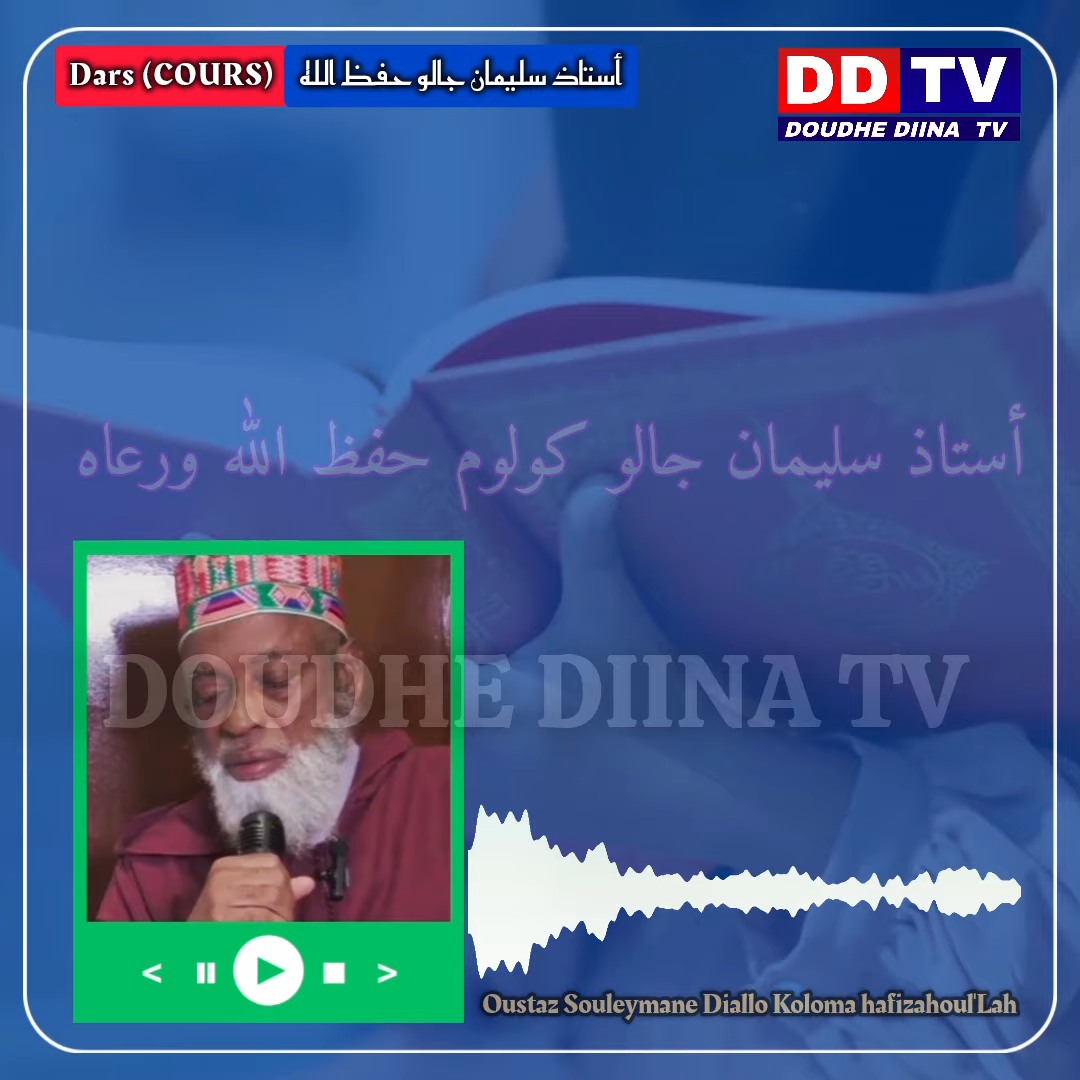 Dars (COURS)
أستاذ سليمان جالو حفظ الله
DD TV
DOUDHE DIINA TV
أستاذ سليمان جالو كولوم حفظ الله ورعاه
DOUDHE DIINA TV
Oustaz Souleymane Diallo Koloma hafizahoul'Lah